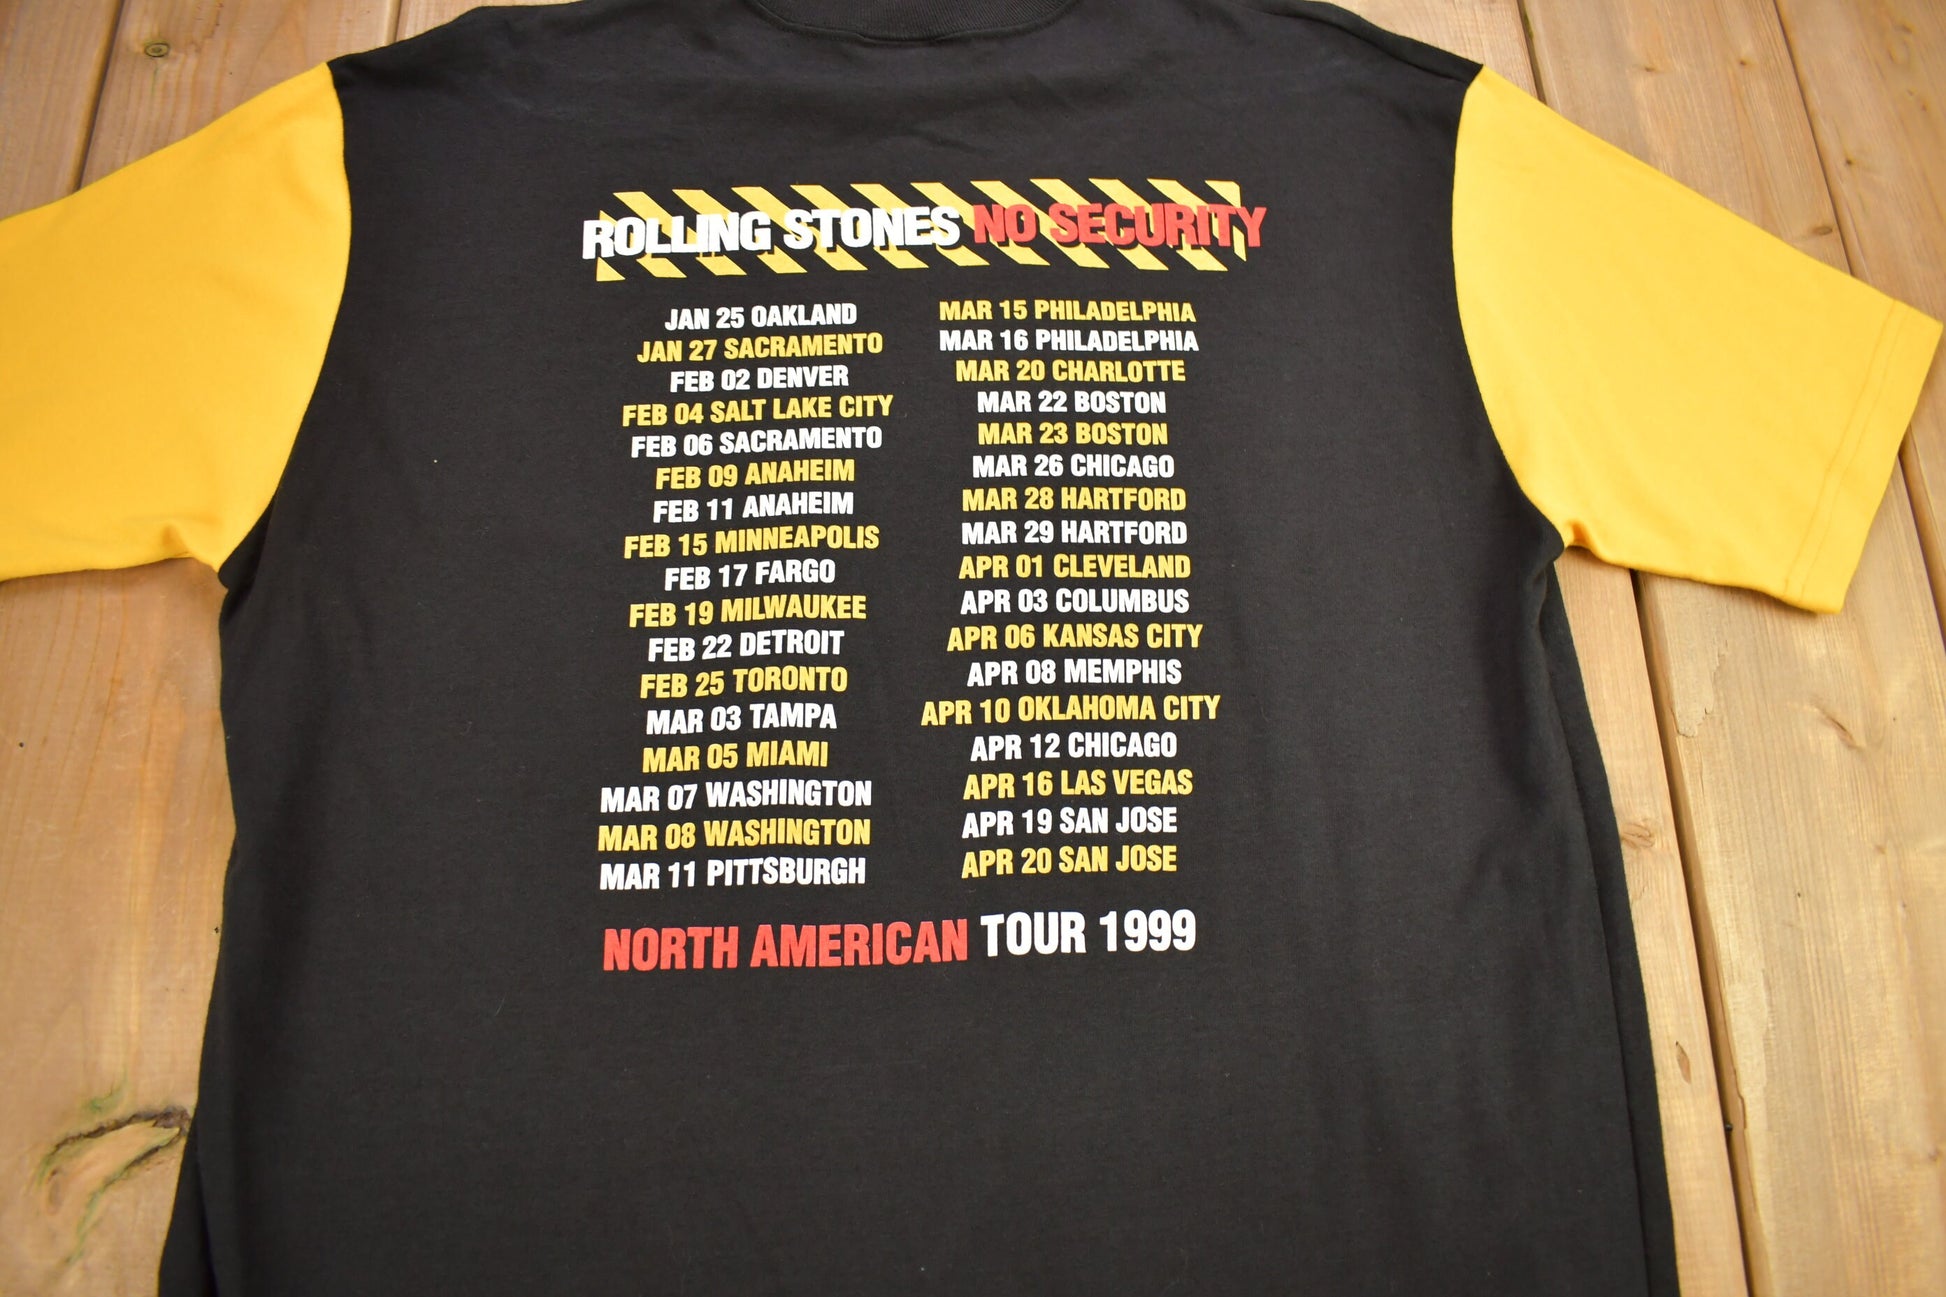 ROLLING STONES NO SECURITY
JAN 25 OAKLAND
JAN 27 SACRAMENTO
FEB 02 DENVER
FEB 04 SALT LAKE CITY
FEB 06 SACRAMENTO
FEB 09 ANAHEIM
FEB 11 ANAHEIM
FEB 15 MINNEAPOLIS
FEB 17 FARGO
FEB 19 MILWAUKEE
FEB 22 DETROIT
FEB 25 TORONTO
MAR 03 TAMPA
MAR 05 MIAMI
MAR 07 WASHINGTON
MAR 08 WASHINGTON
MAR 11 PITTSBURGH
MAR 15 PHILADELPHIA
MAR 16 PHILADELPHIA
MAR 20 CHARLOTTE
MAR 22 BOSTON
MAR 23 BOSTON
MAR 26 CHICAGO
MAR 28 HARTFORD
MAR 29 HARTFORD
APR 01 CLEVELAND
APR 03 COLUMBUS
APR 06 KANSAS CITY
APR 08 MEMPHIS
APR 10 OKLAHOMA CITY
APR 12 CHICAGO
APR 16 LAS VEGAS
APR 19 SAN JOSE
APR 20 SAN JOSE
NORTH AMERICAN TOUR 1999